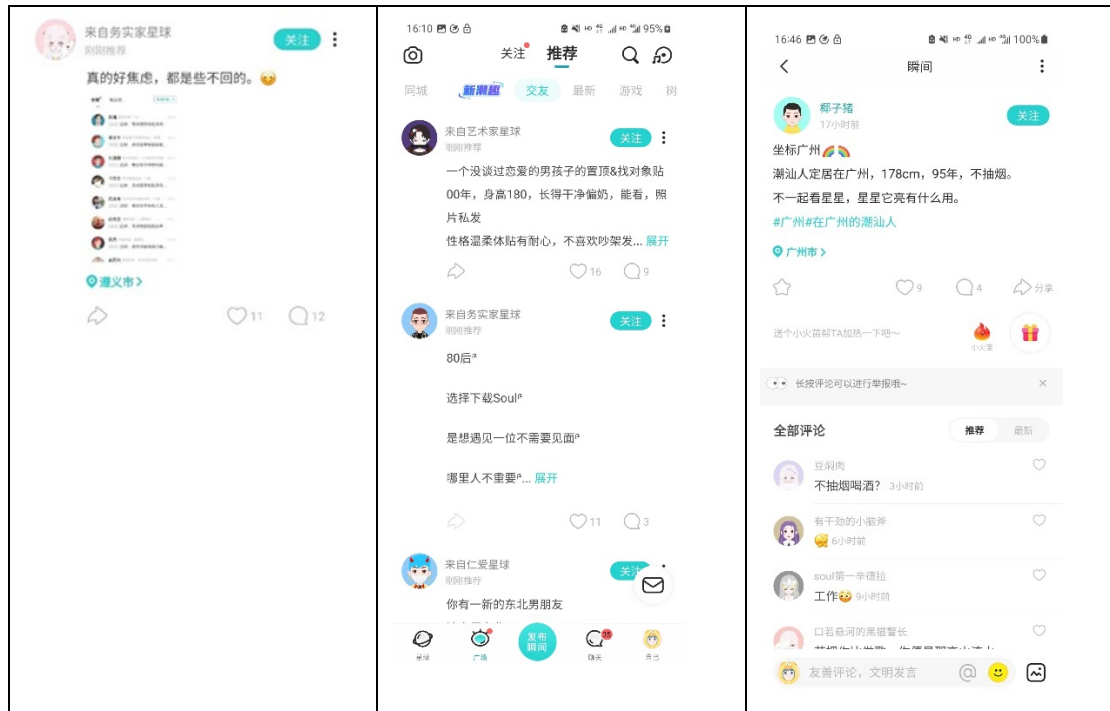 来自务实家星球
刚刚推荐
关注
真的好焦虑，都是些不回的。
遵义市>
11
12
16:10
95%
关注
推荐
同城
新潮趣
交友
最新
游戏
树
来自艺术家星球
刚刚推荐
关注
一个没谈过恋爱的男孩子的置顶&找对象贴
00年，身高180，长得干净偏奶，能看，照
片私发
性格温柔体贴有耐心，不喜欢吵架发... 展开
16
9
来自务实家星球
刚刚推荐
关注
80后
选择下载Soul
是想遇见一位不需要见面
哪里人不重要... 展开
11
3
来自仁爱星球
刚刚推荐
你有一新的东北男朋友
星球
广场
发布
瞬间
35
聊天
自己
16:46
100%
瞬间
椰子猪
17小时前
关注
坐标广州
潮汕人定居在广州，178cm，95年，不抽烟。
不一起看星星，星星它亮有什么用。
#广州#在广州的潮汕人
广州市>
9
4
分享
送个小火苗帮TA加热一下吧~
小火苗
长按评论可以进行举报哦~
全部评论
推荐
最新
豆焖肉
不抽烟喝酒? 3小时前
有干劲的小脑斧
6小时前
soul第一辛德拉
工作 9小时前
口若悬河的黑猫警长
友善评论，文明发言